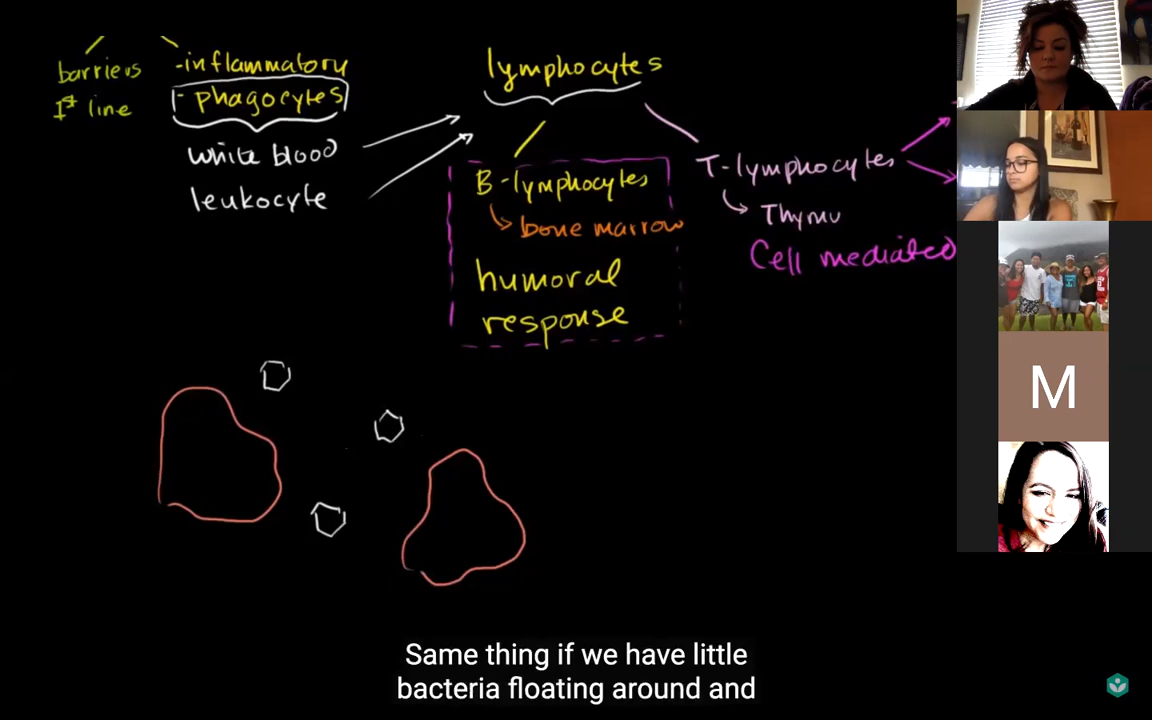 barriers
1st line
-inflammatory
- phagocytes
white blood
leukocyte
lymphocytes
B-lymphocytes
bone marrow
humoral
response
T-lymphocytes
Thymu
Cell mediated
M
Same thing if we have little
bacteria floating around and